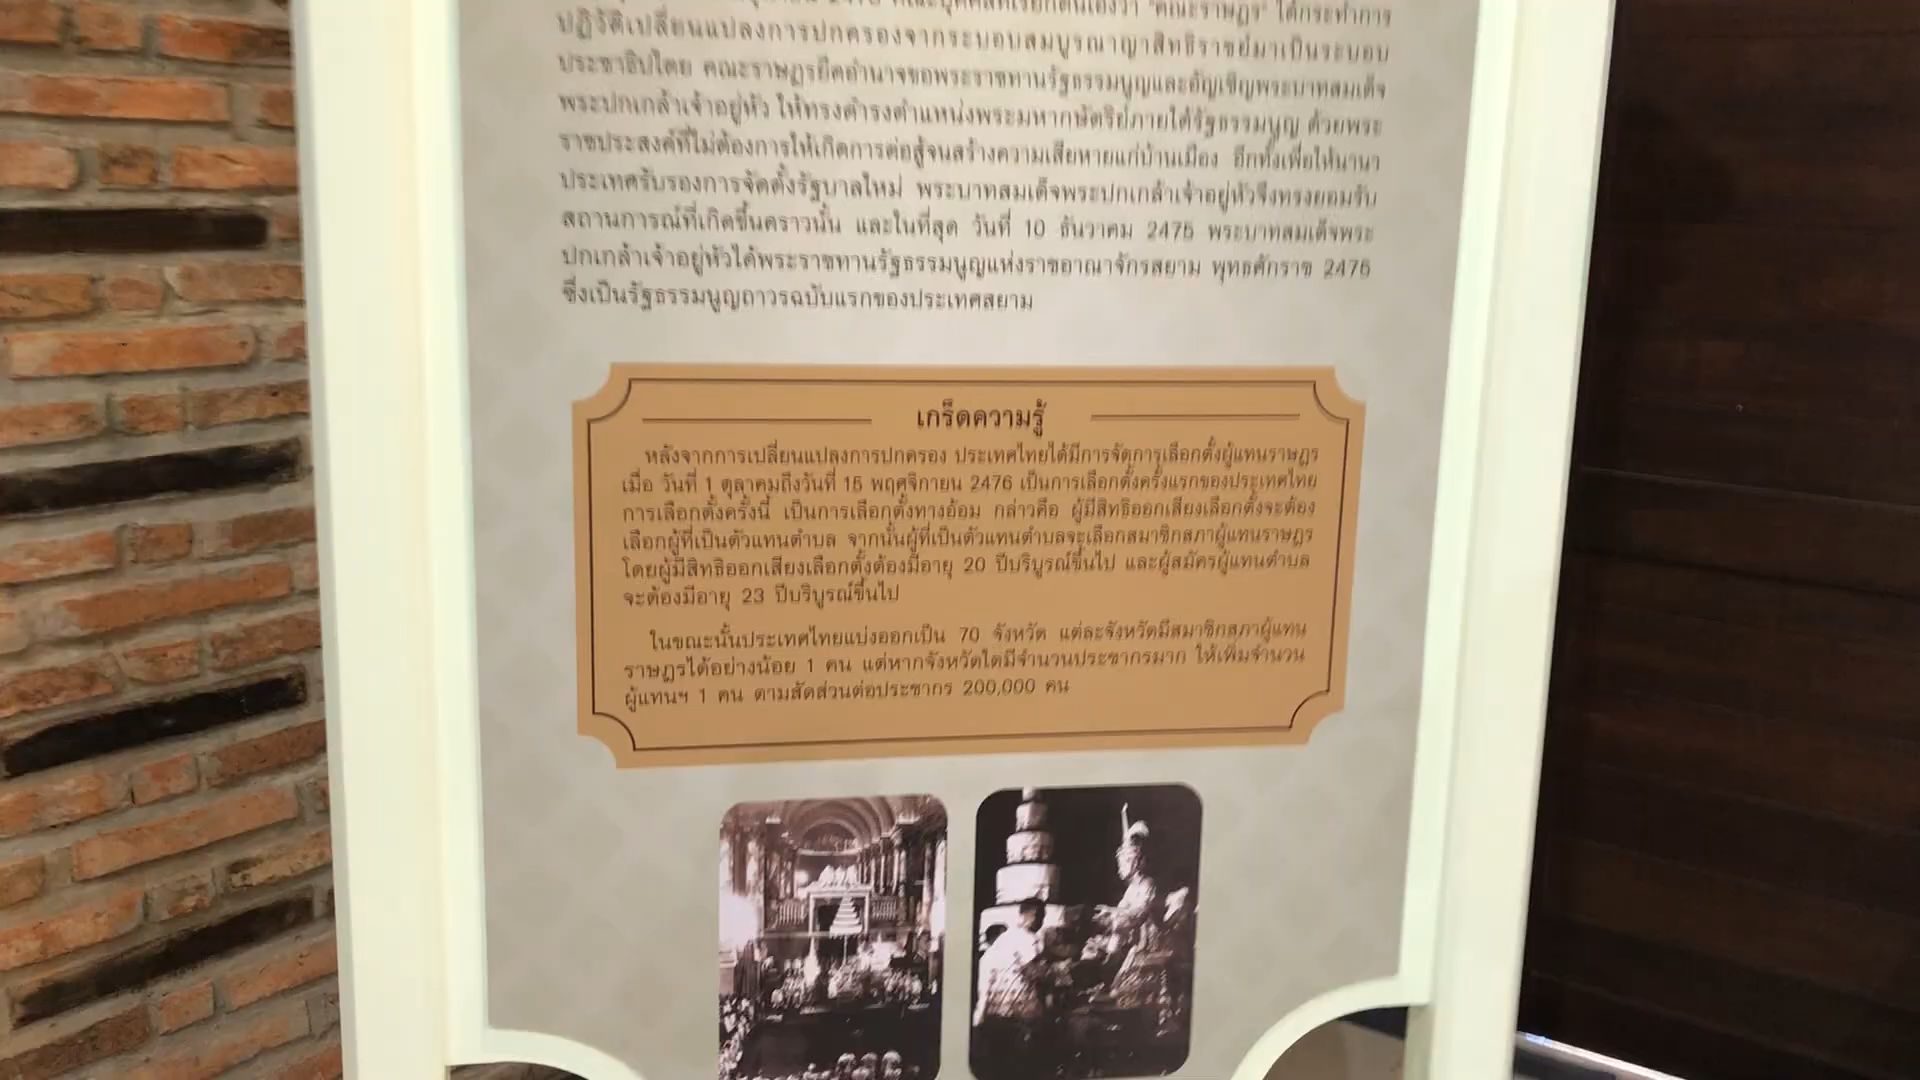 2475 คณะบุคคลที่เรียกตนเองว่า "คณะราษฎร" ได้กระทำการ
ปฏิวัติเปลี่ยนแปลงการปกครองจากระบอบสมบูรณาญาสิทธิราชย์มาเป็นระบอบ
ประชาธิปไตย คณะราษฎรยึดอำนาจขอพระราชทานรัฐธรรมนูญและอัญเชิญพระบาทสมเด็จ
พระปกเกล้าเจ้าอยู่หัว ให้ทรงดำรงตำแหน่งพระมหากษัตริย์ภายใต้รัฐธรรมนูญ ด้วยพระ
ราชประสงค์ที่ไม่ต้องการให้เกิดการต่อสู้จนสร้างความเสียหายแก่บ้านเมือง อีกทั้งเพื่อให้นานา
ประเทศรับรองการจัดตั้งรัฐบาลใหม่ พระบาทสมเด็จพระปกเกล้าเจ้าอยู่หัวจึงทรงยอมรับ
สถานการณ์ที่เกิดขึ้นคราวนั้น และในที่สุด วันที่ 10 ธันวาคม 2475 พระบาทสมเด็จพระ
ปกเกล้าเจ้าอยู่หัวได้พระราชทานรัฐธรรมนูญแห่งราชอาณาจักรสยาม พุทธศักราช 2475
ซึ่งเป็นรัฐธรรมนูญถาวรฉบับแรกของประเทศสยาม
เกร็ดความรู้
หลังจากการเปลี่ยนแปลงการปกครอง ประเทศไทยได้มีการจัดการเลือกตั้งผู้แทนราษฎร
เมื่อ วันที่ 1 ตุลาคมถึงวันที่ 15 พฤศจิกายน 2476 เป็นการเลือกตั้งครั้งแรกของประเทศไทย
การเลือกตั้งครั้งนี้ เป็นการเลือกตั้งทางอ้อม กล่าวคือ ผู้มีสิทธิออกเสียงเลือกตั้งจะต้อง
เลือกผู้ที่เป็นตัวแทนตำบล จากนั้นผู้ที่เป็นตัวแทนตำบลจะเลือกสมาชิกสภาผู้แทนราษฎร
โดยผู้มีสิทธิออกเสียงเลือกตั้งต้องมีอายุ 20 ปีบริบูรณ์ขึ้นไป และผู้สมัครผู้แทนตำบล
จะต้องมีอายุ 23 ปีบริบูรณ์ขึ้นไป
ในขณะนั้นประเทศไทยแบ่งออกเป็น 70 จังหวัด แต่ละจังหวัดมีสมาชิกสภาผู้แทน
ราษฎรได้อย่างน้อย 1 คน แต่หากจังหวัดใดมีจำนวนประชากรมาก ให้เพิ่มจำนวน
ผู้แทนฯ 1 คน ตามสัดส่วนต่อประชากร 200,000 คน